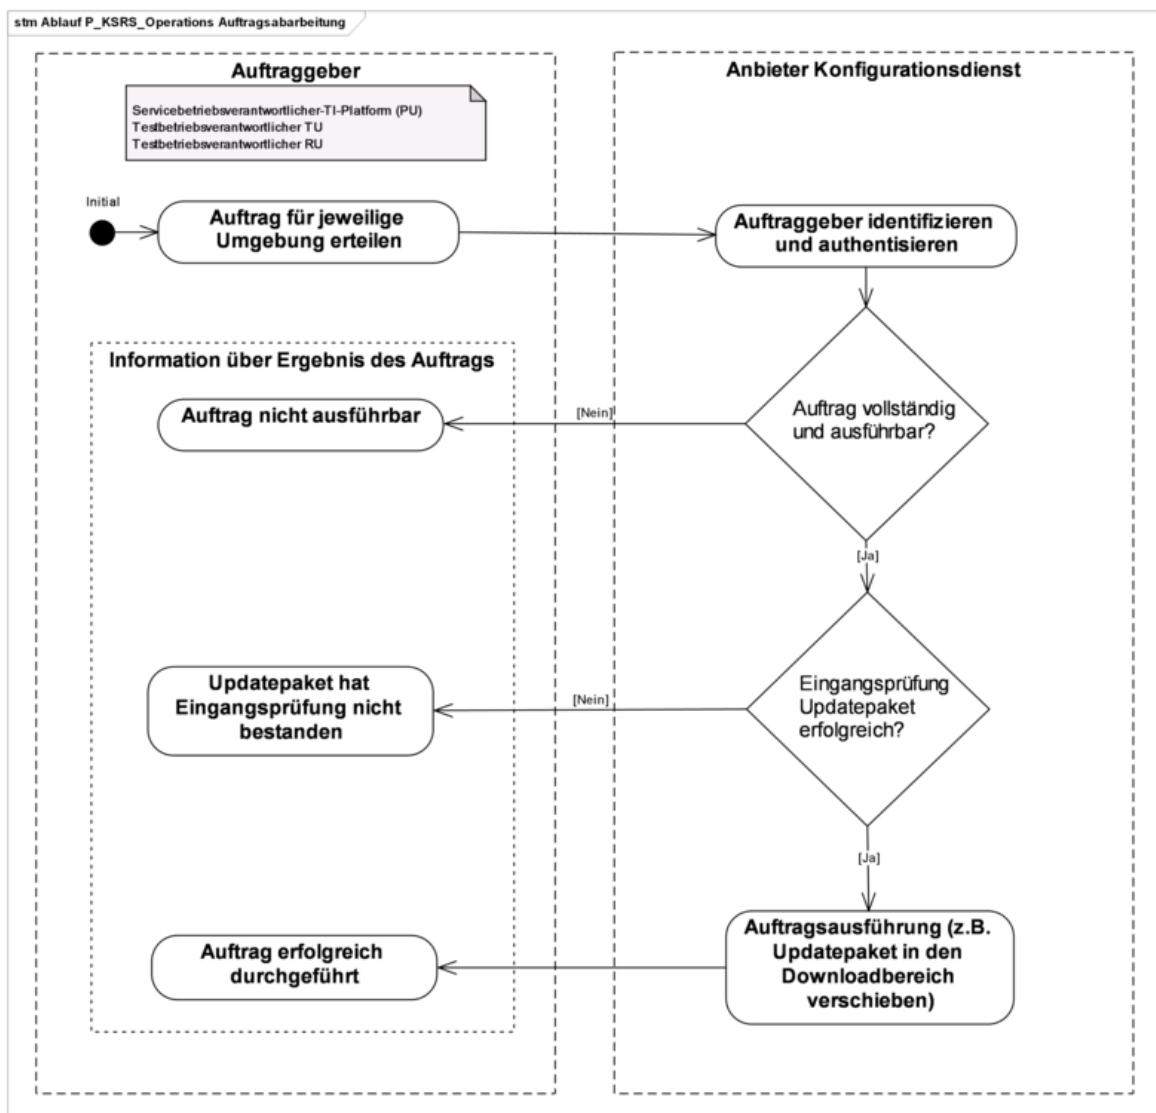 stm Ablauf P_KSRS_Operations Auftragsabarbeitung
Auftraggeber
Servicebetriebsverantwortlicher-TI-Platform (PU)
Testbetriebsverantwortlicher TU
Testbetriebsverantwortlicher RU
Anbieter Konfigurationsdienst
Initial
Auftrag für jeweilige
Umgebung erteilen
Auftraggeber identifizieren
und authentisieren
Information über Ergebnis des Auftrags
Auftrag nicht ausführbar
[Nein]
Auftrag vollständig
und ausführbar?
[Ja]
Updatepaket hat
Eingangsprüfung nicht
bestanden
[Nein]
Eingangsprüfung
Updatepaket
erfolgreich?
[Ja]
Auftrag erfolgreich
durchgeführt
Auftragsausführung (z.B.
Updatepaket in den
Downloadbereich
verschieben)